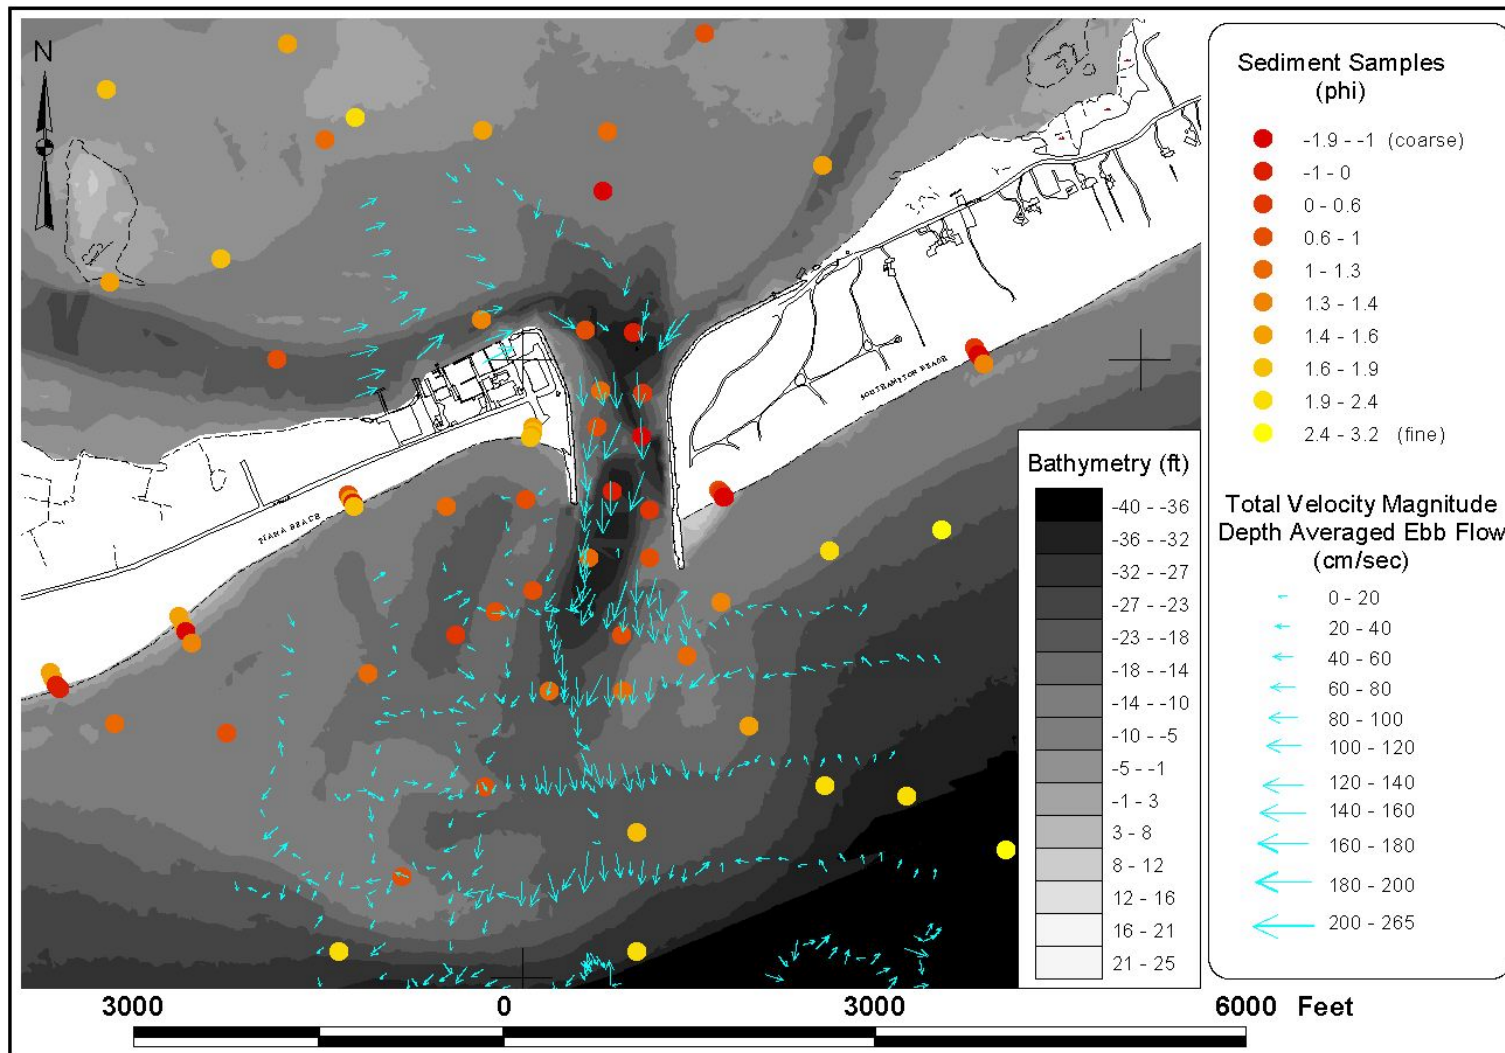 N
TIANA BEACH
SOUTHAMPTON BEACH
Sediment Samples
(phi)
-1.9 - -1 (coarse)
-1 - 0
0 - 0.6
0.6 - 1
1 - 1.3
1.3 - 1.4
1.4 - 1.6
1.6 - 1.9
1.9 - 2.4
2.4 - 3.2 (fine)
Total Velocity Magnitude
Depth Averaged Ebb Flow
(cm/sec)
0 - 20
20 - 40
40 - 60
60 - 80
80 - 100
100 - 120
120 - 140
140 - 160
160 - 180
180 - 200
200 - 265
Bathymetry (ft)
-40 - -36
-36 - -32
-32 - -27
-27 - -23
-23 - -18
-18 - -14
-14 - -10
-10 - -5
-5 - -1
-1 - 3
3 - 8
8 - 12
12 - 16
16 - 21
21 - 25
3000 0 3000 6000 Feet